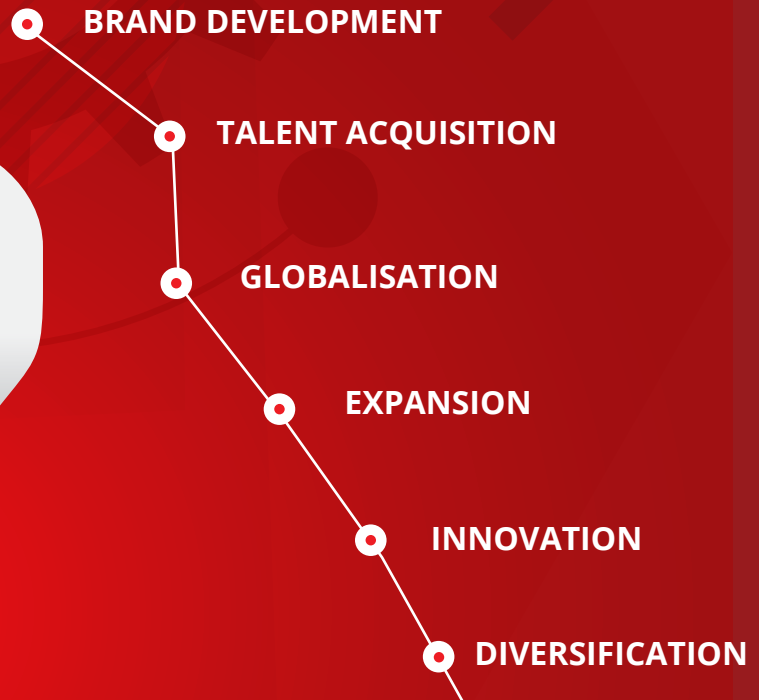 BRAND DEVELOPMENT
TALENT ACQUISITION
GLOBALISATION
EXPANSION
INNOVATION
DIVERSIFICATION